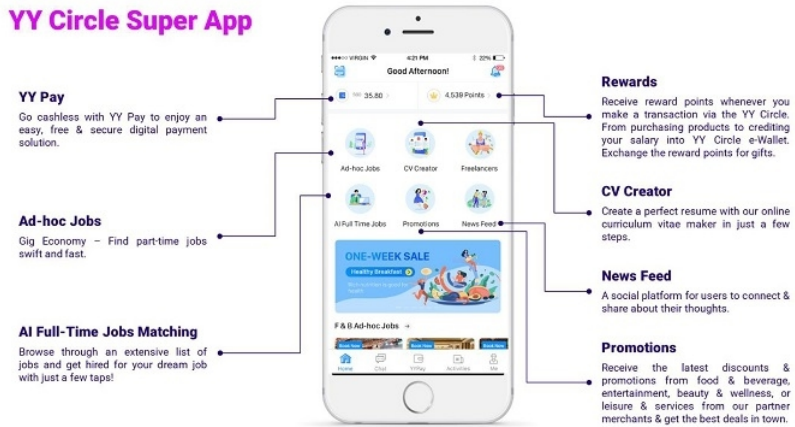 YY Circle Super App
YY Pay
Go cashless with YY Pay to enjoy an
easy, free & secure digital payment
solution.
Ad-hoc Jobs
Gig Economy – Find part-time jobs
swift and fast.
AI Full-Time Jobs Matching
Browse through an extensive list of
jobs and get hired for your dream job
with just a few taps!
VIRGIN 4:21 PM 22%
Good Afternoon!
35.80 4,538 Points
Ad-hoc Jobs CV Creator Freelancers
AI Full Time Jobs Promotions News Feed
ONE-WEEK SALE
Healthy Breakfast
F & B Ad-hoc Jobs
Book Now Book Now Book Now
Home Chat YYPay Activities Me
Rewards
Receive reward points whenever you
make a transaction via the YY Circle.
From purchasing products to crediting
your salary into YY Circle e-Wallet.
Exchange the reward points for gifts.
CV Creator
Create a perfect resume with our online
curriculum vitae maker in just a few
steps.
News Feed
A social platform for users to connect &
share about their thoughts.
Promotions
Receive the latest discounts &
promotions from food & beverage,
entertainment, beauty & wellness, or
leisure & services from our partner
merchants & get the best deals in town.